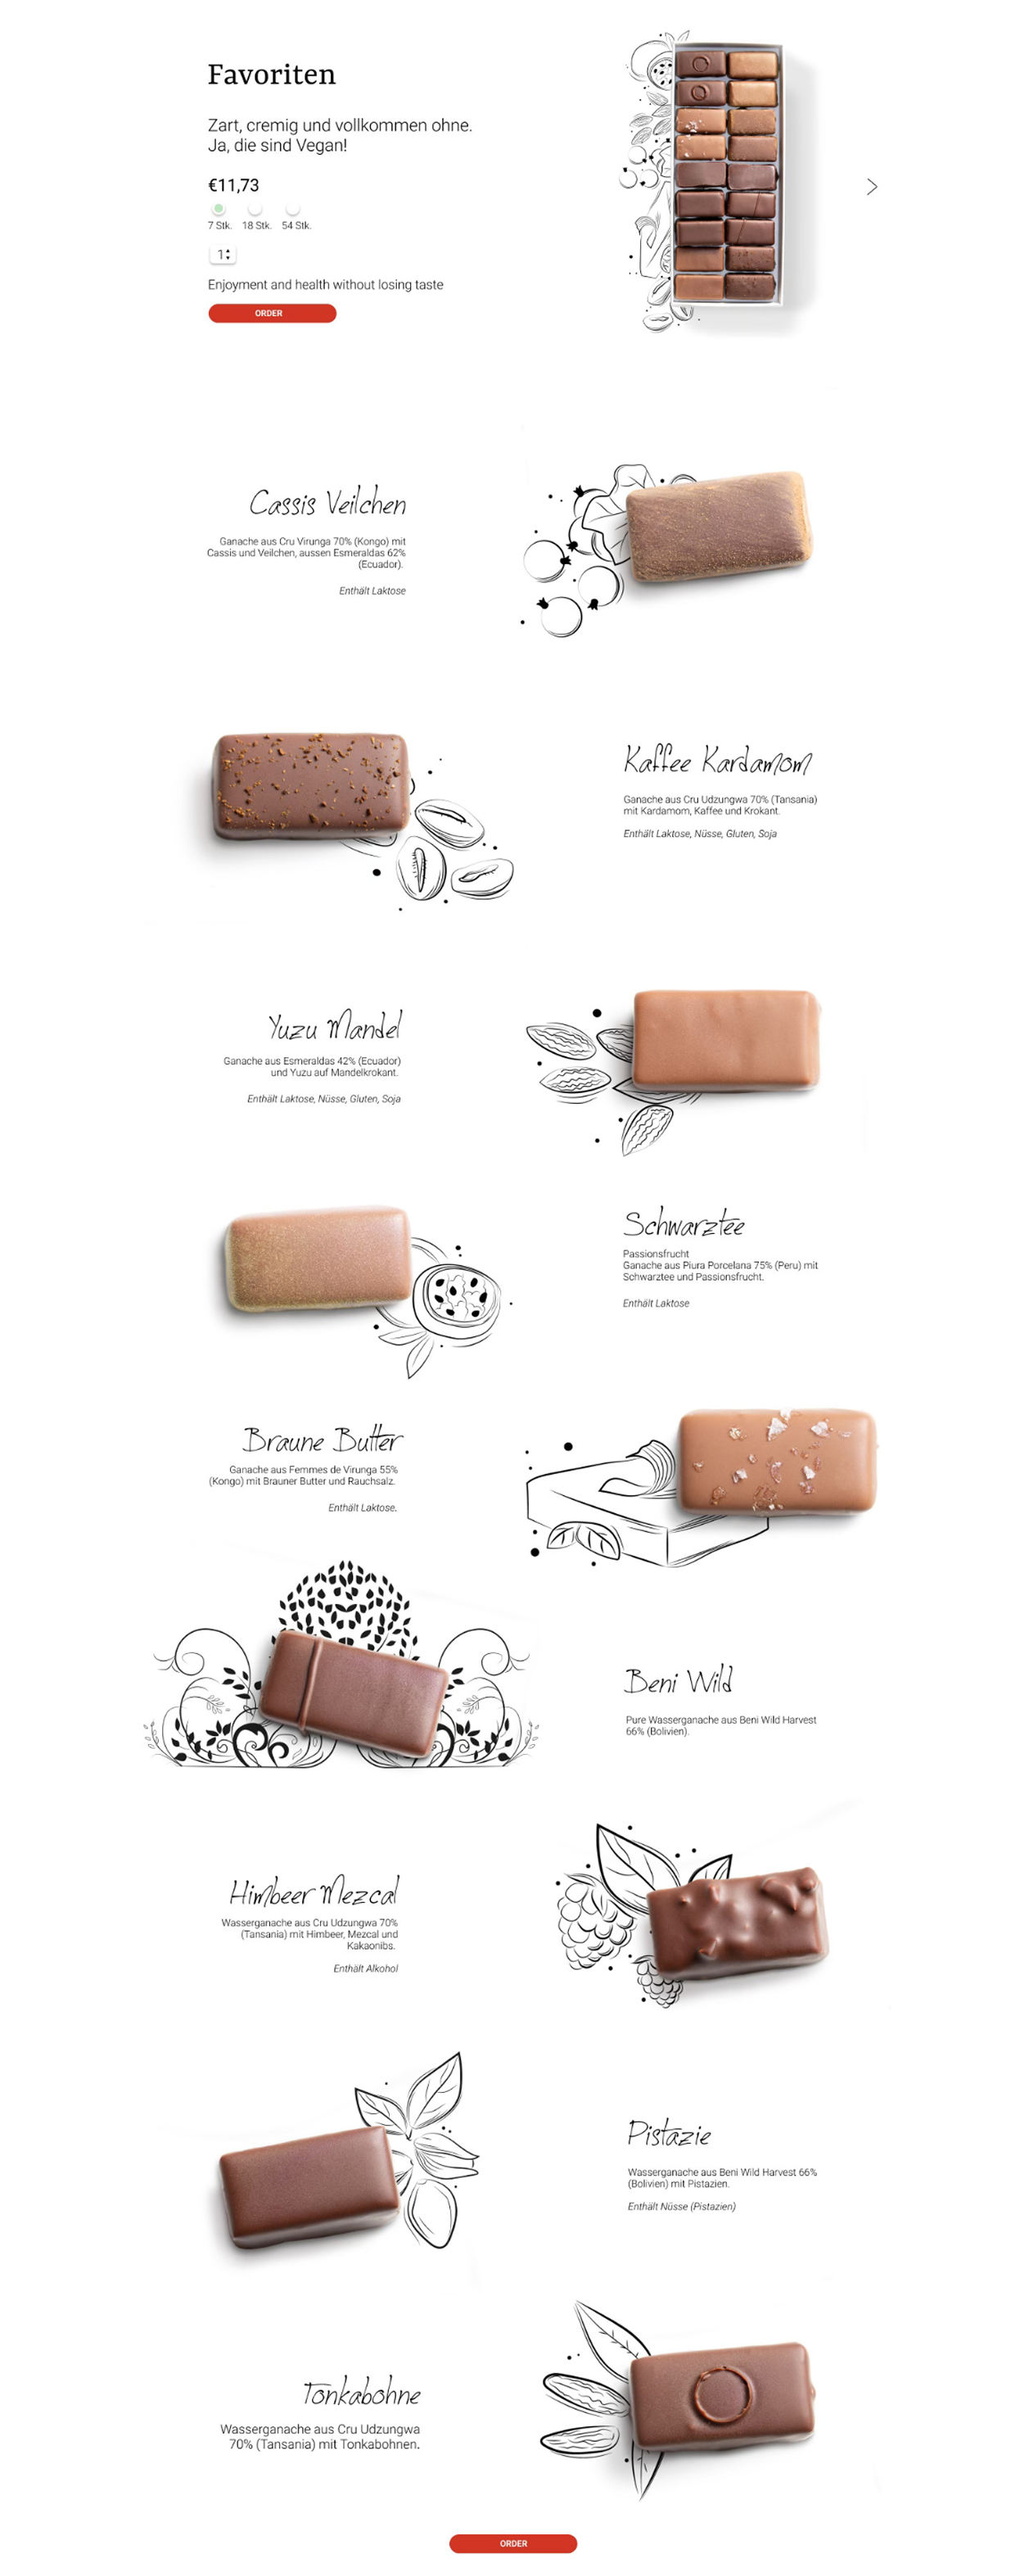 Favoriten
Zart, cremig und vollkommen ohne.
Ja, die sind Vegan!
€11,73
7 Stk. 18 Stk. 54 Stk.
1
Enjoyment and health without losing taste
ORDER
Cassis Veilchen
Ganache aus Cru Virunga 70% (Kongo) mit
Cassis und Veilchen, aussen Esmeraldas 62%
(Ecuador).
Enthält Laktose
Kaffee Kardamom
Ganache aus Cru Udzungwa 70% (Tansania)
mit Kardamom, Kaffee und Krokant.
Enthält Laktose, Nüsse, Gluten, Soja
Yuzu Mandel
Ganache aus Esmeraldas 42% (Ecuador)
und Yuzu auf Mandelkrokant.
Enthält Laktose, Nüsse, Gluten, Soja
Schwarztee
Passionsfrucht
Ganache aus Piura Porcelana 75% (Peru) mit
Schwarztee und Passionsfrucht.
Enthält Laktose
Braune Butter
Ganache aus Femmes de Virunga 55%
(Kongo) mit Brauner Butter und Rauchsalz.
Enthält Laktose.
Beni Wild
Pure Wasserganache aus Beni Wild Harvest
66% (Bolivien).
Himbeer Mezcal
Wasserganache aus Cru Udzungwa 70%
(Tansania) mit Himbeer, Mezcal und
Kakaonibs.
Enthält Alkohol
Pistazie
Wasserganache aus Beni Wild Harvest 66%
(Bolivien) mit Pistazien.
Enthält Nüsse (Pistazien)
Tonkabohne
Wasserganache aus Cru Udzungwa
70% (Tansania) mit Tonkabohnen.
ORDER